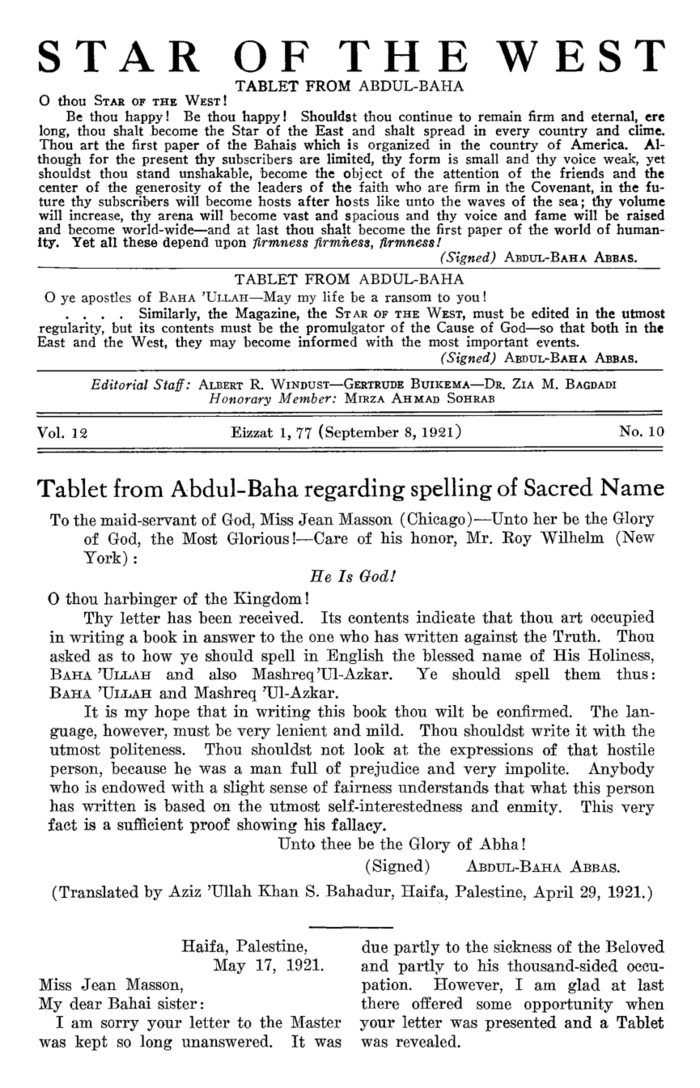 STAR OF THE WEST
TABLET FROM ABDUL-BAHA
O thou STAR OF THE WEST!
Be thou happy! Be thou happy! Shouldst thou continue to remain firm and eternal, ere
long, thou shalt become the Star of the East and shalt spread in every country and clime.
Thou art the first paper of the Bahais which is organized in the country of America. Al-
though for the present thy subscribers are limited, thy form is small and thy voice weak, yet
shouldst thou stand unshakable, become the object of the attention of the friends and the
center of the generosity of the leaders of the faith who are firm in the Covenant, in the fu-
ture thy subscribers will become hosts after hosts like unto the waves of the sea; thy volume
will increase, thy arena will become vast and spacious and thy voice and fame will be raised
and become world-wide—and at last thou shalt become the first paper of the world of human-
ity. Yet all these depend upon firmness firmness, firmness!
(Signed) ABDUL-BAHA ABBAS.
TABLET FROM ABDUL-BAHA
O ye apostles of BAHA 'ULLAH—May my life be a ransom to you!
. . . . Similarly, the Magazine, the STAR OF THE WEST, must be edited in the utmost
regularity, but its contents must be the promulgator of the Cause of God—so that both in the
East and the West, they may become informed with the most important events.
(Signed) ABDUL-BAHA ABBAS.
Editorial Staff: ALBERT R. WINDUST—GERTRUDE BUIKEMA—DR. ZIA M. BAGDADI
Honorary Member: MIRZA AHMAD SOHRAB
Vol. 12 Eizzat 1, 77 (September 8, 1921) No. 10
Tablet from Abdul-Baha regarding spelling of Sacred Name
To the maid-servant of God, Miss Jean Masson (Chicago)—Unto her be the Glory
of God, the Most Glorious!—Care of his honor, Mr. Roy Wilhelm (New
York):
He Is God!
O thou harbinger of the Kingdom!
Thy letter has been received. Its contents indicate that thou art occupied
in writing a book in answer to the one who has written against the Truth. Thou
asked as to how ye should spell in English the blessed name of His Holiness,
BAHA 'ULLAH and also Mashreq'Ul-Azkar. Ye should spell them thus:
BAHA 'ULLAH and Mashreq 'Ul-Azkar.
It is my hope that in writing this book thou wilt be confirmed. The lan-
guage, however, must be very lenient and mild. Thou shouldst write it with the
utmost politeness. Thou shouldst not look at the expressions of that hostile
person, because he was a man full of prejudice and very impolite. Anybody
who is endowed with a slight sense of fairness understands that what this person
has written is based on the utmost self-interestedness and enmity. This very
fact is a sufficient proof showing his fallacy.
Unto thee be the Glory of Abha!
(Signed) ABDUL-BAHA ABBAS.
(Translated by Aziz 'Ullah Khan S. Bahadur, Haifa, Palestine, April 29, 1921.)
Haifa, Palestine,
May 17, 1921.
Miss Jean Masson,
My dear Bahai sister:
I am sorry your letter to the Master
was kept so long unanswered. It was
due partly to the sickness of the Beloved
and partly to his thousand-sided occu-
pation. However, I am glad at last
there offered some opportunity when
your letter was presented and a Tablet
was revealed.